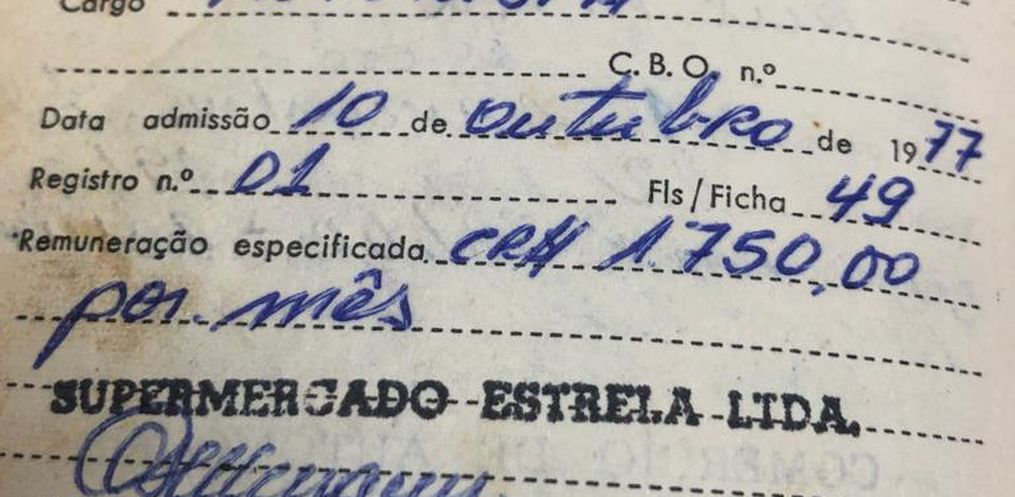 Cargo
C. B. O. n.º
Data admissão 10 de outubro de 1977
Registro n.º 01 Fls / Ficha 49
Remuneração especificada CR$ 1.750,00
por mês
SUPERMERCADO ESTRELA LTDA.